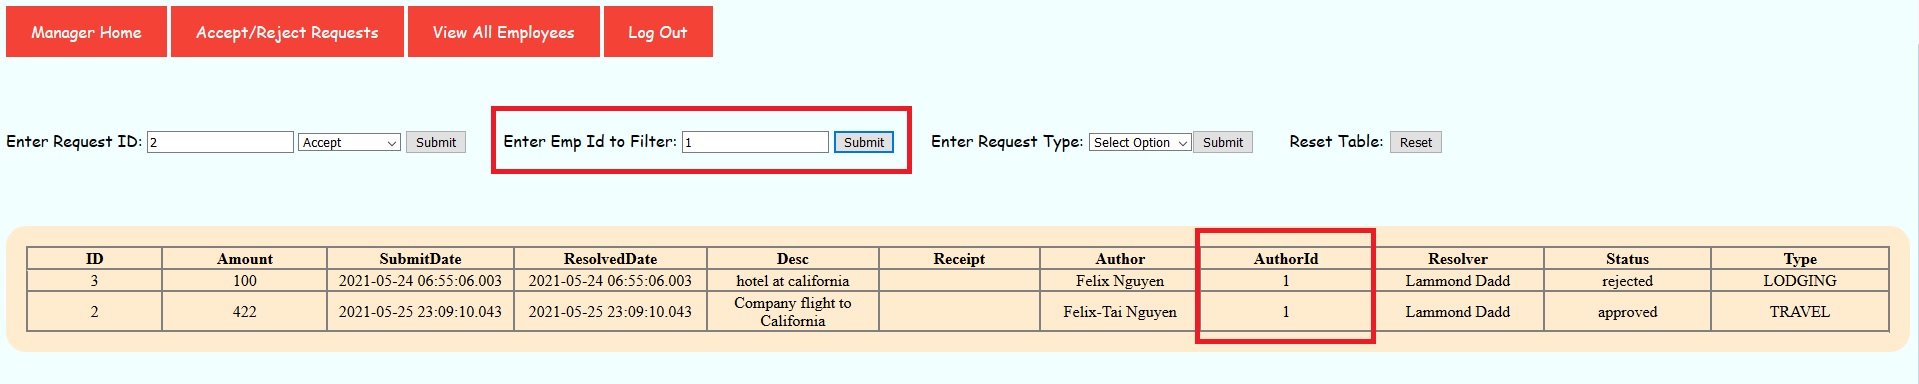 Manager Home Accept/Reject Requests View All Employees Log Out
Enter Request ID: 2 Accept Submit Enter Emp Id to Filter: 1 Submit Enter Request Type: Select Option Submit Reset Table: Reset
ID Amount SubmitDate ResolvedDate Desc Receipt Author AuthorId Resolver Status Type
3 100 2021-05-24 06:55:06.003 2021-05-24 06:55:06.003 hotel at california Felix Nguyen 1 Lammond Dadd rejected LODGING
2 422 2021-05-25 23:09:10.043 2021-05-25 23:09:10.043 Company flight to California Felix-Tai Nguyen 1 Lammond Dadd approved TRAVEL